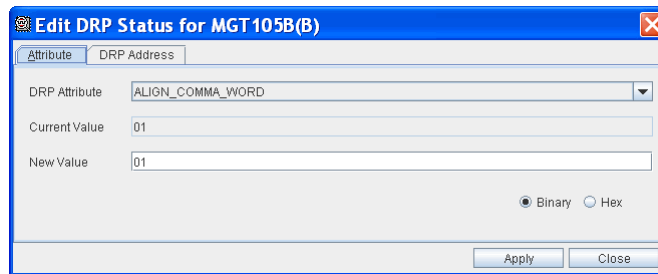 Edit DRP Status for MGT105B(B)
Attribute DRP Address
DRP Attribute ALIGN_COMMA_WORD
Current Value 01
New Value 01
Binary Hex
Apply Close